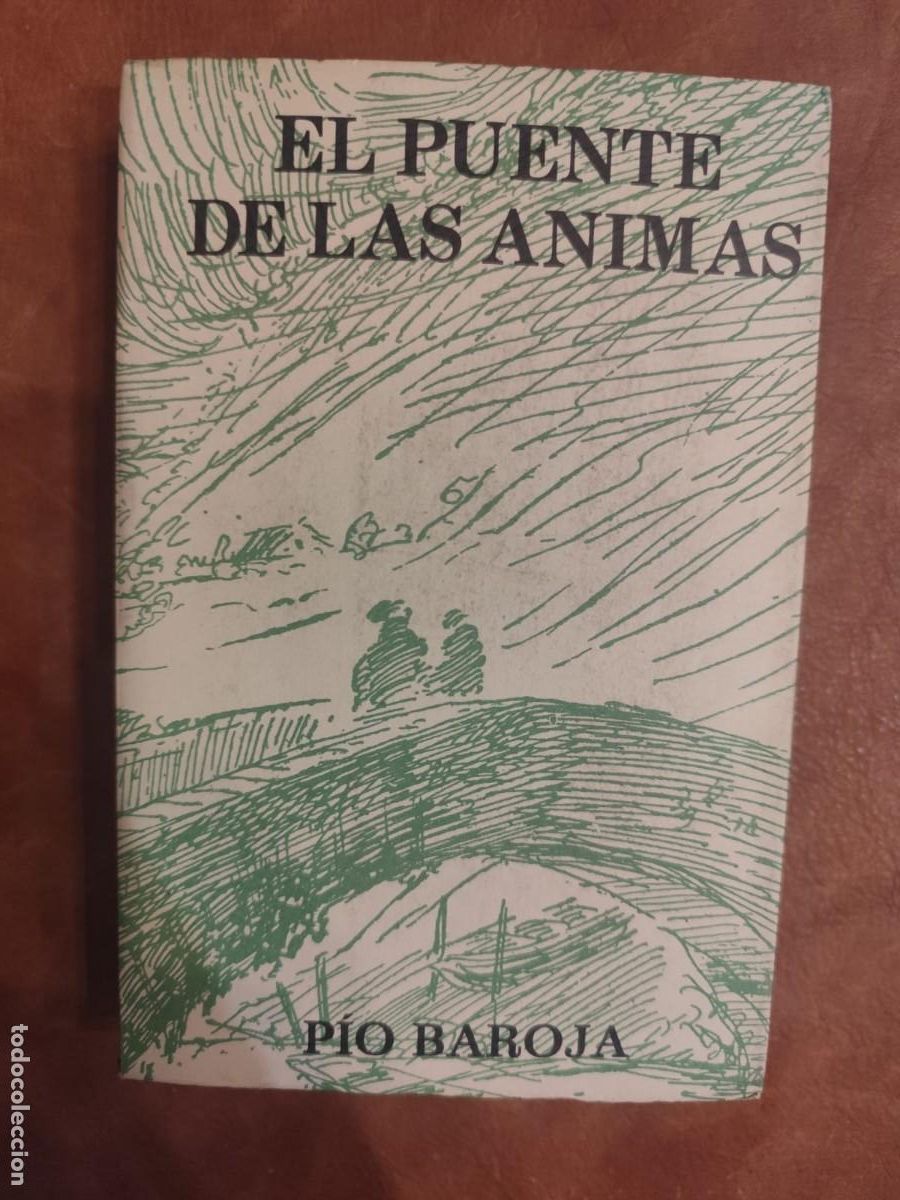 EL PUENTE
DE LAS ANIMAS
PÍO BAROJA
todocoleccion